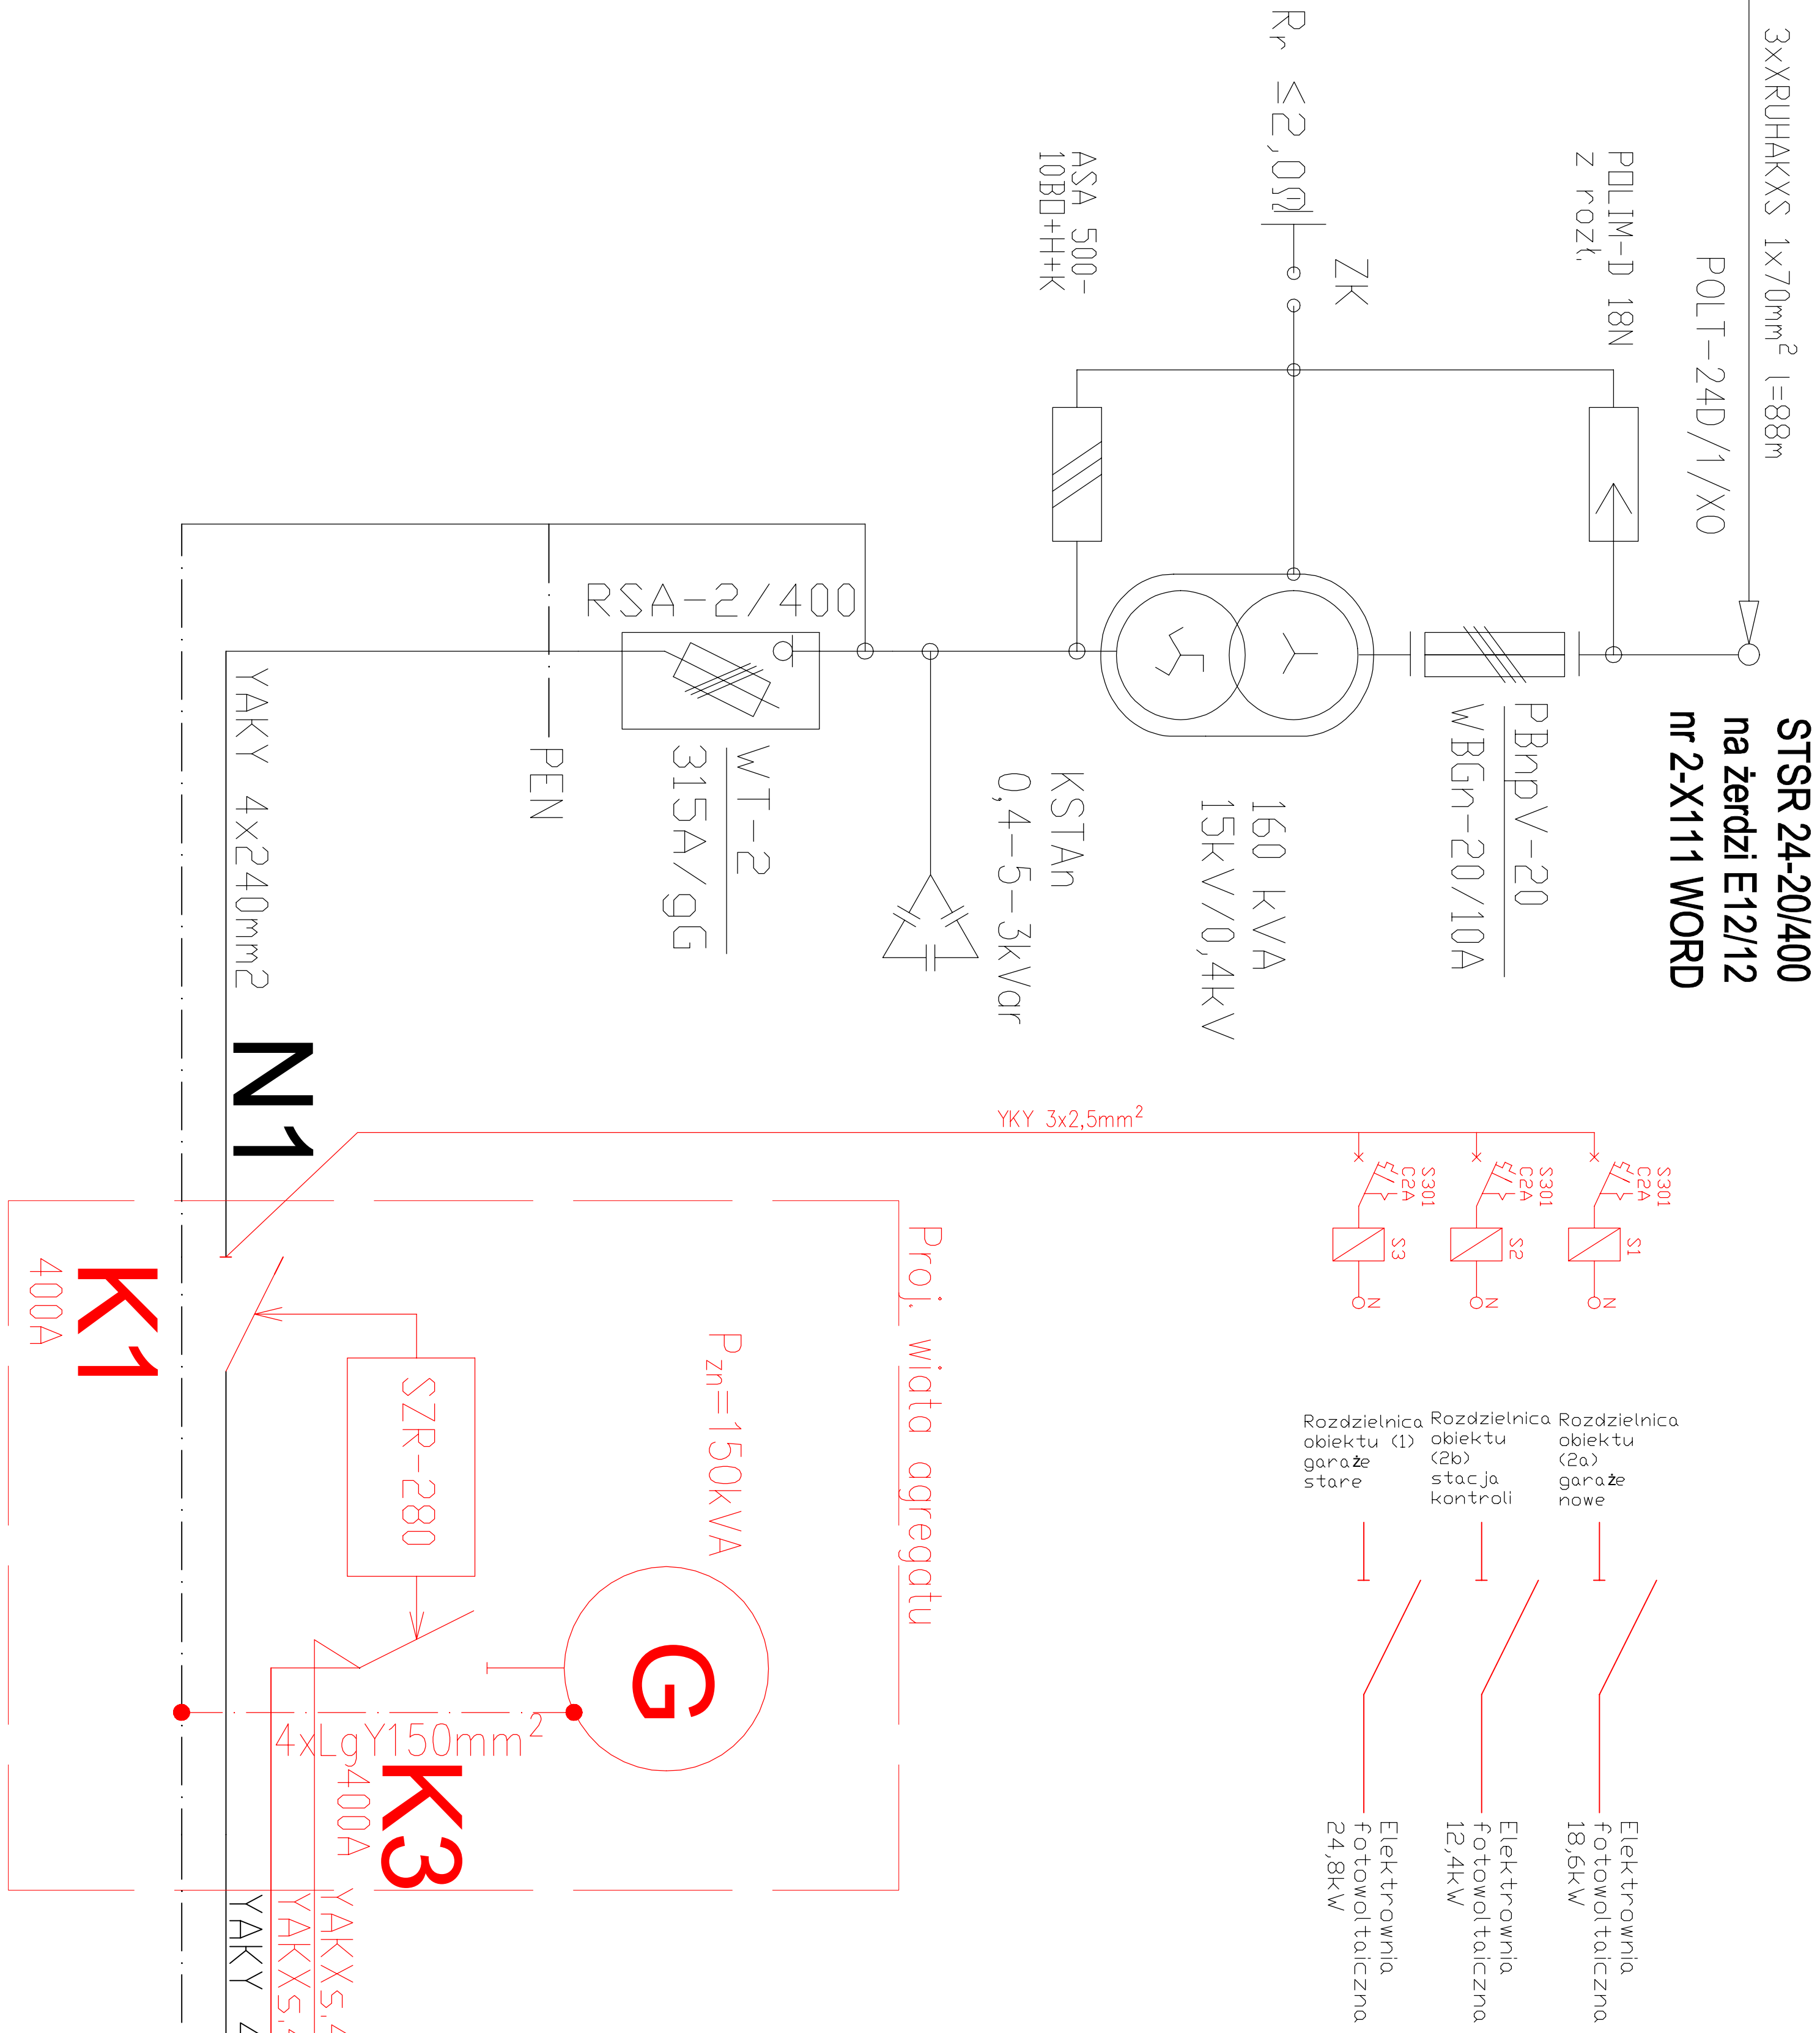 3xXRUHAKXS 1x70mm² l=88m
POLT-24D/1/XO
POLIM-D 18N
z rozł.
ZK
Rr ≤2,0Ω
ASA 500-
10BO+H+K
STSR 24-20/400
na żerdzi E12/12
nr 2-X111 WORD
PBnpV-20
WBGn-20/10A
160 kVA
15kV/0,4kV
KSTAn
0,4-5-3kVar
RSA-2/400
WT-2
315A/gG
PEN
YAKY 4x240mm2
N1
YKY 3x2,5mm²
S301
C2A
S1
N
S301
C2A
S2
N
S301
C2A
S3
N
Rozdzielnica
obiektu
(2a)
garaże
nowe
Rozdzielnica
obiektu
(2b)
stacja
kontroli
Rozdzielnica
obiektu (1)
garaże
stare
Elektrownia
fotowoltaiczna
18,6kW
Elektrownia
fotowoltaiczna
12,4kW
Elektrownia
fotowoltaiczna
24,8kW
Proj. wiata agregatu
Pzn=150kVA
SZR-280
G
K1
400A
4xLgY150mm²
K3
400A
YAKXS
YAKXS
YAKY